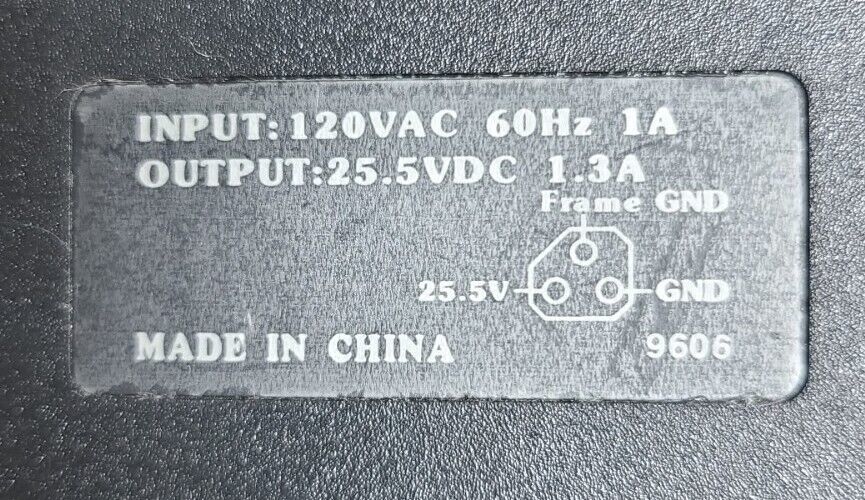 INPUT: 120VAC 60Hz 1A
OUTPUT: 25.5VDC 1.3A
Frame GND
25.5V GND
MADE IN CHINA 9606